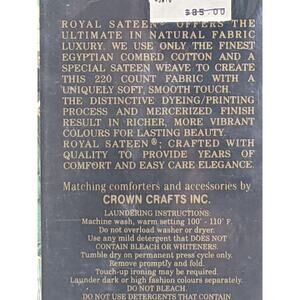 $85.00
ROYAL SATEEN® OFFERS THE
ULTIMATE IN NATURAL FABRIC
LUXURY. WE USE ONLY THE FINEST
EGYPTIAN COMBED COTTON AND A
SPECIAL SATEEN WEAVE TO CREATE
THIS 220 COUNT FABRIC WITH A
UNIQUELY SOFT, SMOOTH TOUCH.
THE DISTINCTIVE DYEING/PRINTING
PROCESS AND MERCERIZED FINISH
RESULT IN RICHER, MORE VIBRANT
COLOURS FOR LASTING BEAUTY.
ROYAL SATEEN®; CRAFTED WITH
QUALITY TO PROVIDE YEARS OF
COMFORT AND EASY CARE ELEGANCE.
Matching comforters and accessories by
CROWN CRAFTS INC.
LAUNDERING INSTRUCTIONS:
Machine wash, warm setting 100° - 110° F.
Do not overload washer or dryer.
Use any mild detergent that DOES NOT
CONTAIN BLEACH OR WHITENERS.
Tumble dry on permanent press cycle only.
Remove promptly and fold.
Touch-up ironing may be required.
Launder dark or high fashion colours separately.
DO NOT BLEACH.
DO NOT USE DETERGENTS THAT CONTAIN